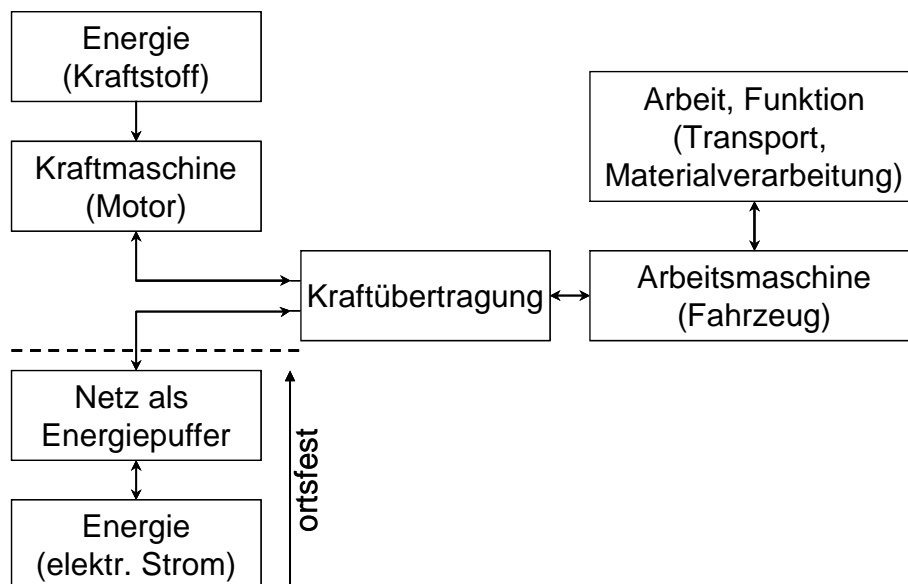 Energie
(Kraftstoff)
Kraftmaschine
(Motor)
Arbeit, Funktion
(Transport,
Materialverarbeitung)
Kraftübertragung
Arbeitsmaschine
(Fahrzeug)
Netz als
Energiepuffer
Energie
(elektr. Strom)
ortsfest